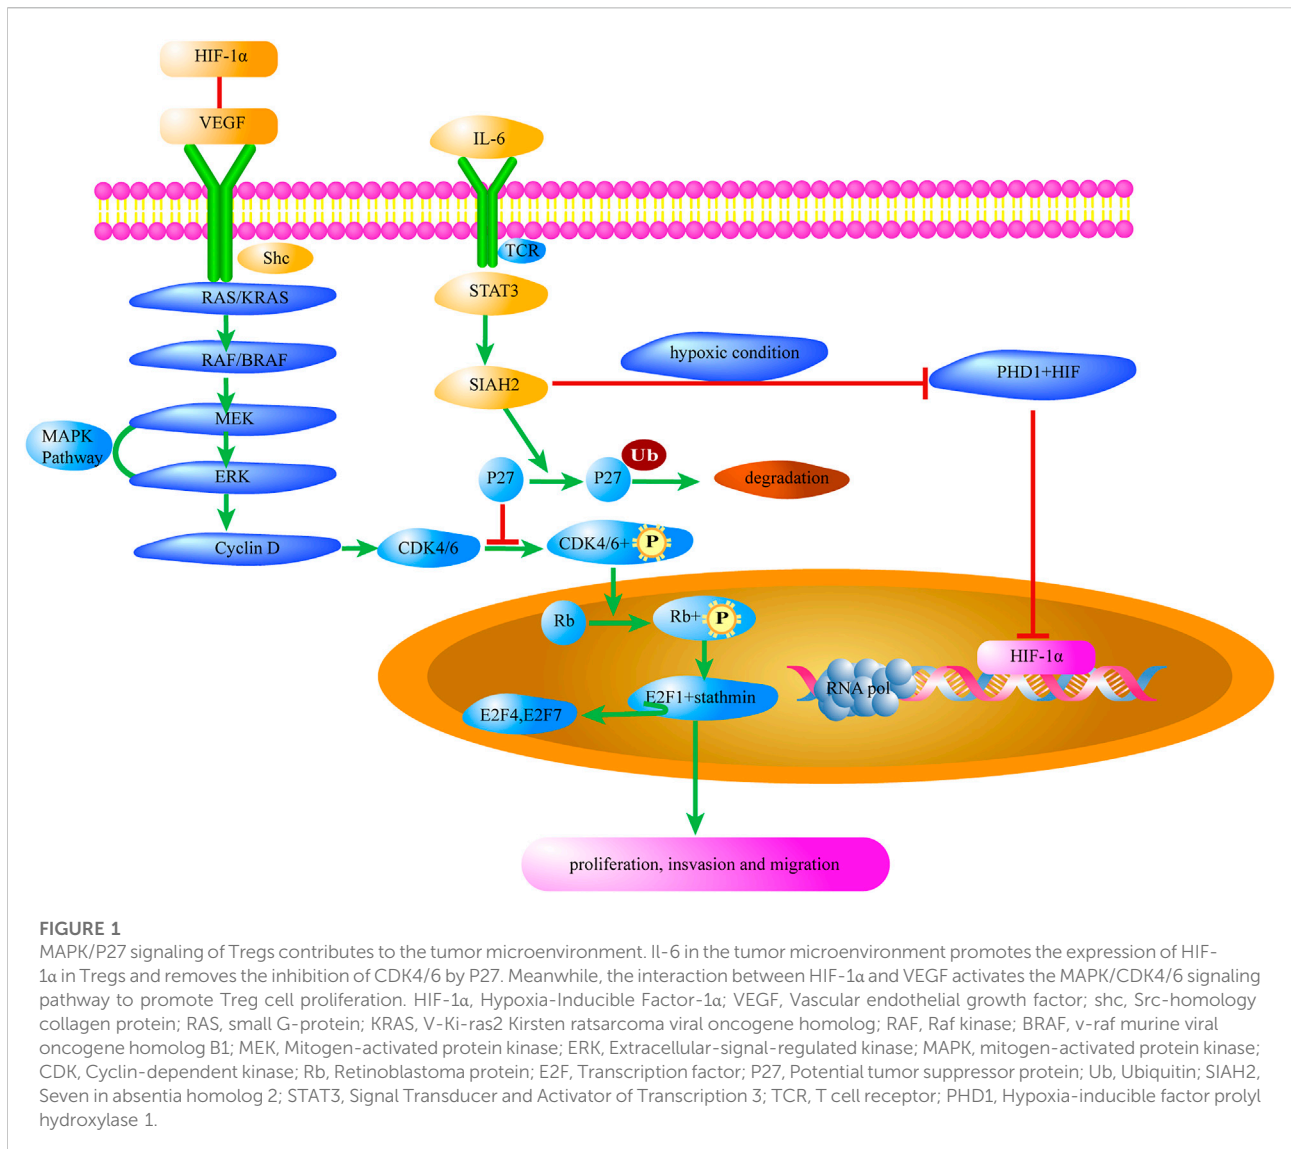 HIF-1α
VEGF
IL-6
Shc
TCR
RAS/KRAS
STAT3
RAF/BRAF
hypoxic condition
PHD1+HIF
SIAH2
MEK
MAPK
Pathway
ERK
P27
P27
Ub
degradation
Cyclin D
CDK4/6
CDK4/6+
P
Rb
Rb+
P
HIF-1α
RNA pol
E2F1+stathmin
E2F4,E2F7
proliferation, insvasion and migration
FIGURE 1
MAPK/P27 signaling of Tregs contributes to the tumor microenvironment. Il-6 in the tumor microenvironment promotes the expression of HIF-
1α in Tregs and removes the inhibition of CDK4/6 by P27. Meanwhile, the interaction between HIF-1α and VEGF activates the MAPK/CDK4/6 signaling
pathway to promote Treg cell proliferation. HIF-1α, Hypoxia-Inducible Factor-1α; VEGF, Vascular endothelial growth factor; shc, Src-homology
collagen protein; RAS, small G-protein; KRAS, V-Ki-ras2 Kirsten ratsarcoma viral oncogene homolog; RAF, Raf kinase; BRAF, v-raf murine viral
oncogene homolog B1; MEK, Mitogen-activated protein kinase; ERK, Extracellular-signal-regulated kinase; MAPK, mitogen-activated protein kinase;
CDK, Cyclin-dependent kinase; Rb, Retinoblastoma protein; E2F, Transcription factor; P27, Potential tumor suppressor protein; Ub, Ubiquitin; SIAH2,
Seven in absentia homolog 2; STAT3, Signal Transducer and Activator of Transcription 3; TCR, T cell receptor; PHD1, Hypoxia-inducible factor prolyl
hydroxylase 1.